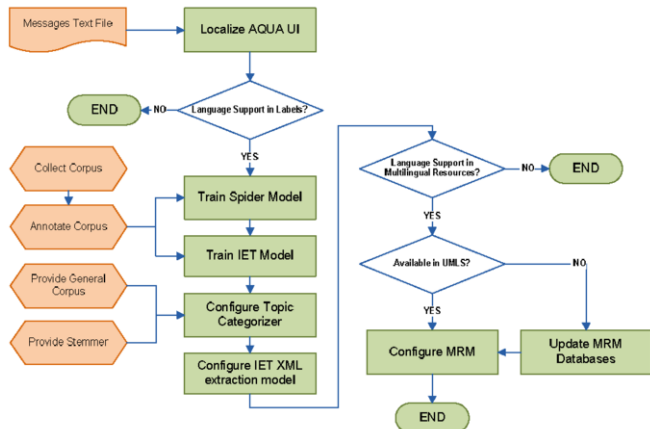 Messages Text File
Localize AQUA UI
END
NO
Language Support in Labels?
YES
Collect Corpus
Annotate Corpus
Train Spider Model
Train IET Model
Provide General
Corpus
Provide Stemmer
Configure Topic
Categorizer
Configure IET XML
extraction model
Language Support in
Multilingual Resources?
NO
END
YES
Available in UMLS?
NO
YES
Configure MRM
Update MRM
Databases
END